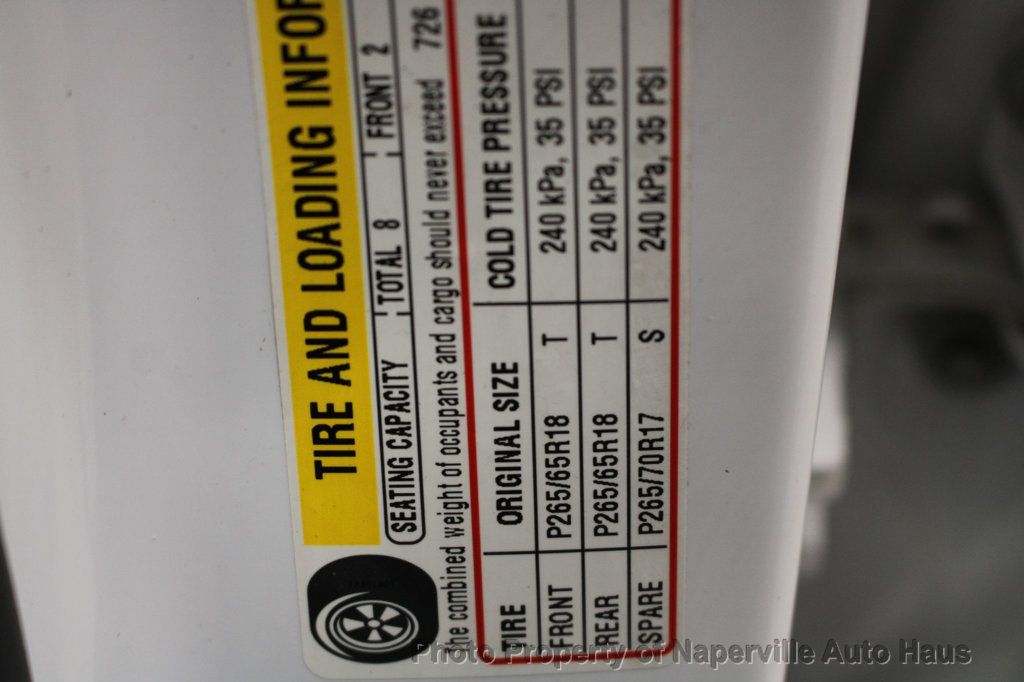 TIRE AND LOADING INFOR
SEATING CAPACITY TOTAL 8 FRONT 2
The combined weight of occupants and cargo should never exceed 726
TIRE ORIGINAL SIZE COLD TIRE PRESSURE
FRONT P265/65R18 T 240 kPa, 35 PSI
REAR P265/65R18 T 240 kPa, 35 PSI
SPARE P265/70R17 S 240 kPa, 35 PSI
Photo Property of Naperville Auto Haus